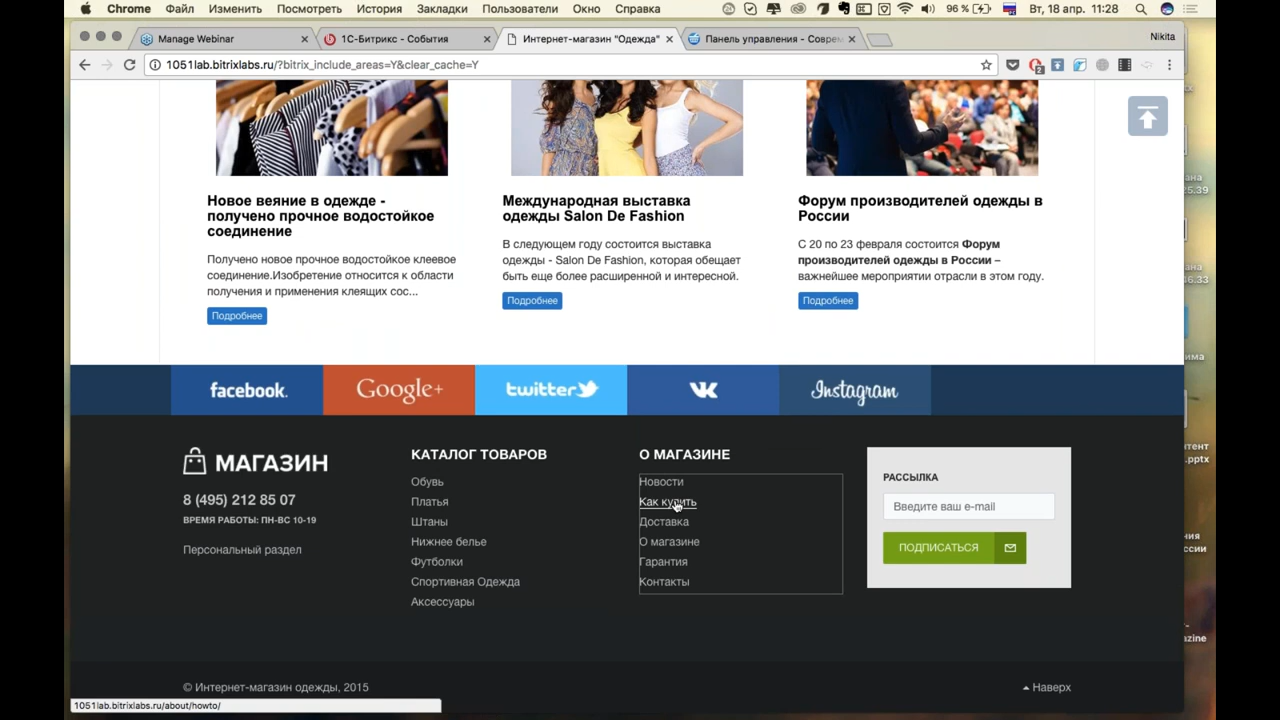 Chrome Файл Изменить Посмотреть История Закладки Пользователи Окно Справка 96 % Вт, 18 апр. 11:28
Manage Webinar
1С-Битрикс - События
Интернет-магазин "Одежда"
Панель управления - Соврем
Nikita
1051lab.bitrixlabs.ru/?bitrix_include_areas=Y&clear_cache=Y
Новое веяние в одежде -
получено прочное водостойкое
соединение
Получено новое прочное водостойкое клеевое
соединение.Изобретение относится к области
получения и применения клеящих сос...
Подробнее
Международная выставка
одежды Salon De Fashion
В следующем году состоится выставка
одежды - Salon De Fashion, которая обещает
быть еще более расширенной и интересной.
Подробнее
Форум производителей одежды в
России
С 20 по 23 февраля состоится Форум
производителей одежды в России –
важнейшее мероприятии отрасли в этом году.
Подробнее
facebook.
Google+
twitter
VK
Instagram
МАГАЗИН
8 (495) 212 85 07
ВРЕМЯ РАБОТЫ: ПН-ВС 10-19
Персональный раздел
КАТАЛОГ ТОВАРОВ
Обувь
Платья
Штаны
Нижнее белье
Футболки
Спортивная Одежда
Аксессуары
О МАГАЗИНЕ
Новости
Как купить
Доставка
О магазине
Гарантия
Контакты
РАССЫЛКА
Введите ваш e-mail
ПОДПИСАТЬСЯ
© Интернет-магазин одежды, 2015
Наверх
1051lab.bitrixlabs.ru/about/howto/